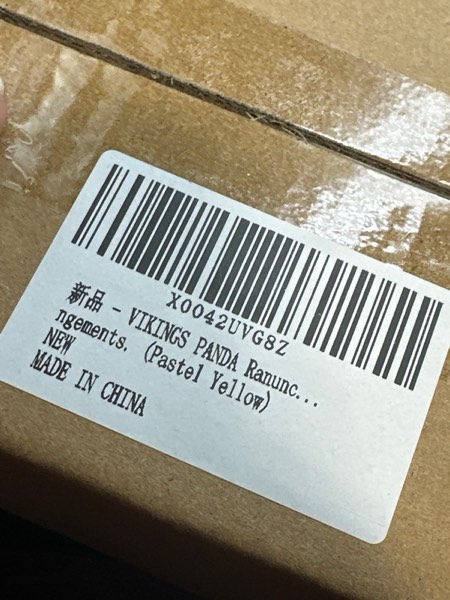 X0042UVG8Z
新品 - VIKINGS PANDA Ranunc...
ngements. (Pastel Yellow)
NEW
MADE IN CHINA